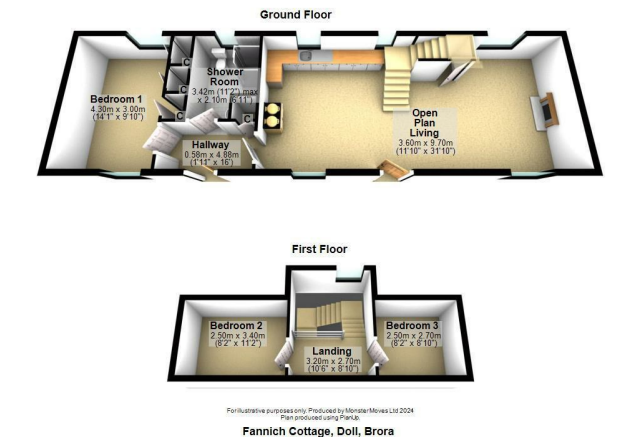 Ground Floor
Bedroom 1
4.30m x 3.00m
(14'1" x 9'10")
C
C
C
Shower
Room
3.42m (11'2") max
x 2.10m (6'11")
C
Hallway
0.58m x 4.88m
(1'11" x 16')
Open
Plan
Living
3.60m x 9.70m
(11'10" x 31'10")
First Floor
Bedroom 2
2.50m x 3.40m
(8'2" x 11'2")
Landing
3.20m x 2.70m
(10'6" x 8'10")
Bedroom 3
2.50m x 2.70m
(8'2" x 8'10")
For illustrative purposes only. Produced by Monster Moves Ltd 2024
Plan produced using PlanUp.
Fannich Cottage, Doll, Brora